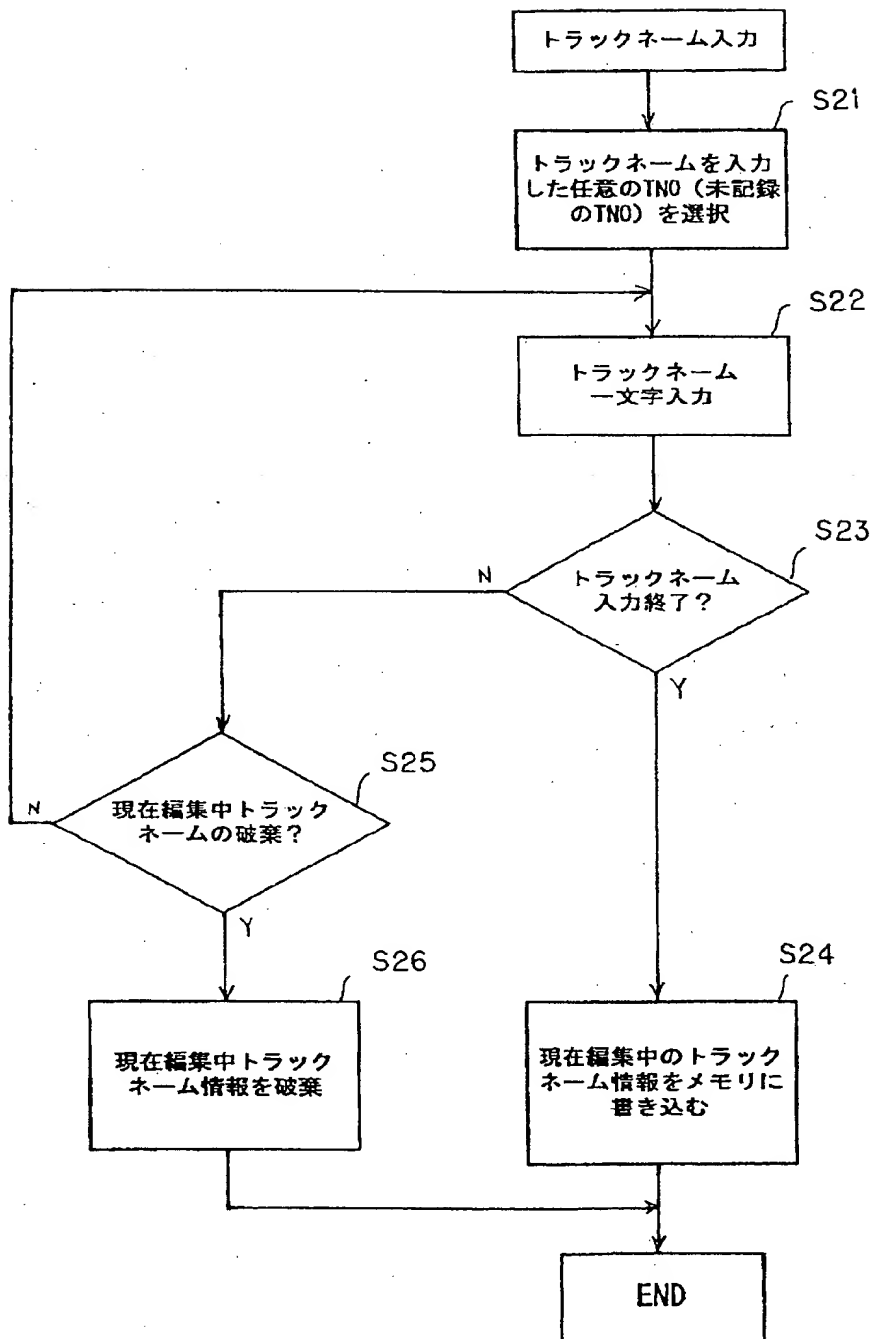 トラックネーム入力
S21
トラックネームを入力
した任意のTNO（未記録
のTNO）を選択
S22
トラックネーム
一文字入力
S23
トラックネーム
入力終了？
N
Y
S25
現在編集中トラック
ネームの破棄？
N
Y
S26
現在編集中トラック
ネーム情報を破棄
S24
現在編集中のトラック
ネーム情報をメモリに
書き込む
END